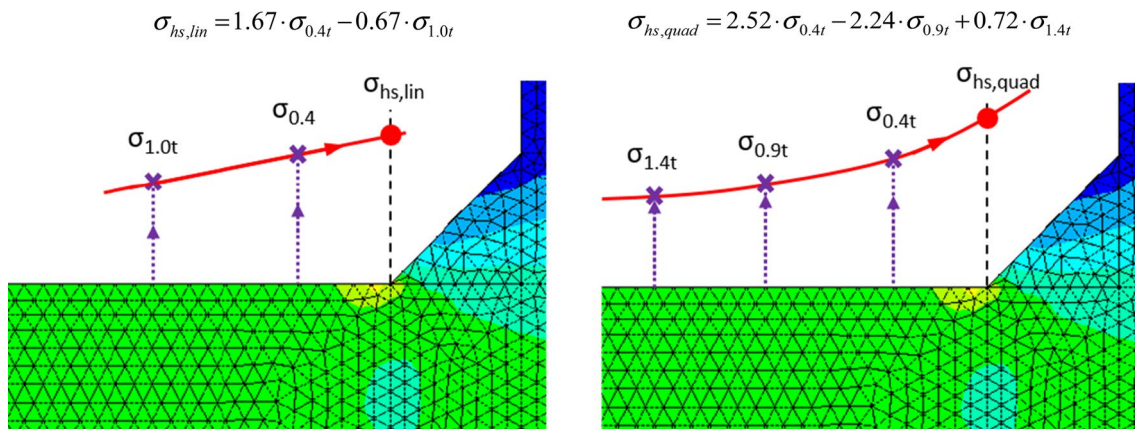 σhs,lin = 1.67·σ0.4t − 0.67·σ1.0t
σhs,quad = 2.52·σ0.4t − 2.24·σ0.9t + 0.72·σ1.4t
σhs,lin
σ0.4
σ1.0t
σhs,quad
σ0.4t
σ0.9t
σ1.4t